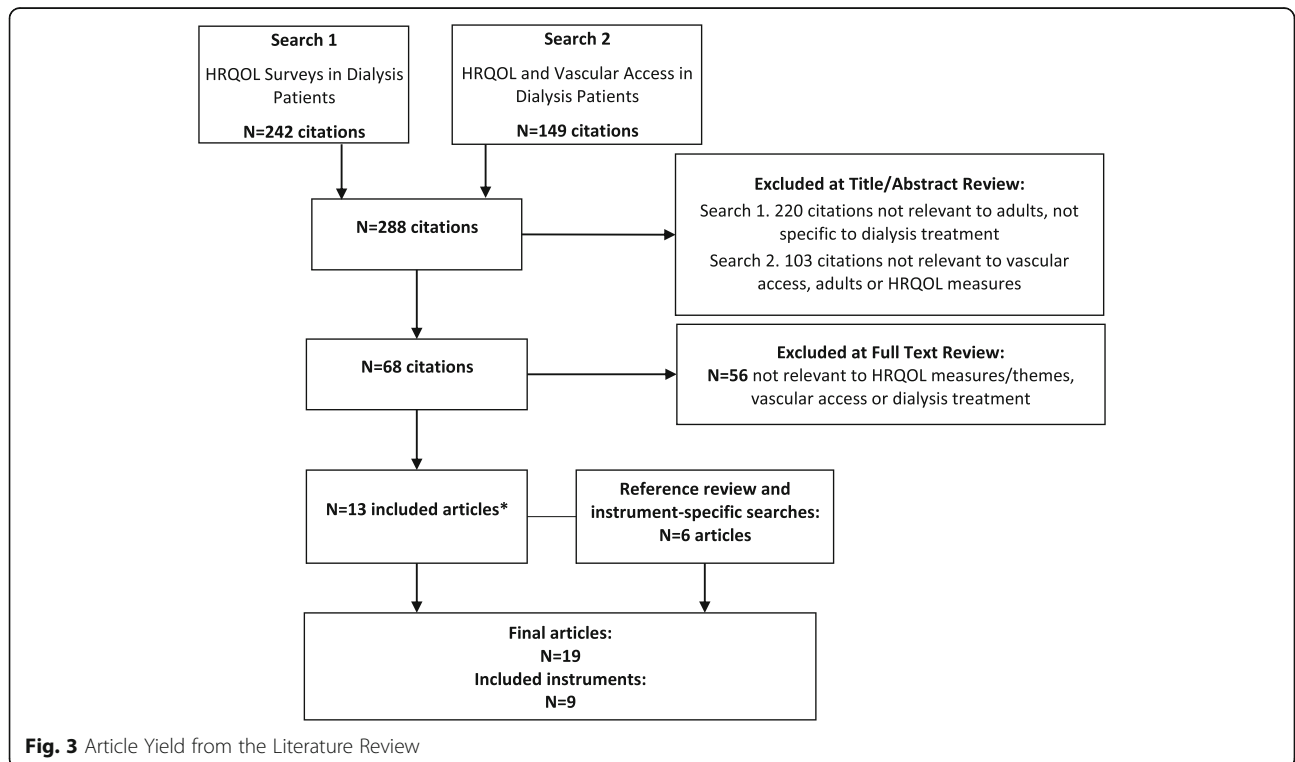 Search 1
HRQOL Surveys in Dialysis
Patients
N=242 citations
Search 2
HRQOL and Vascular Access in
Dialysis Patients
N=149 citations
N=288 citations
Excluded at Title/Abstract Review:
Search 1. 220 citations not relevant to adults, not
specific to dialysis treatment
Search 2. 103 citations not relevant to vascular
access, adults or HRQOL measures
N=68 citations
Excluded at Full Text Review:
N=56 not relevant to HRQOL measures/themes,
vascular access or dialysis treatment
N=13 included articles*
Reference review and
instrument-specific searches:
N=6 articles
Final articles:
N=19
Included instruments:
N=9
Fig. 3 Article Yield from the Literature Review